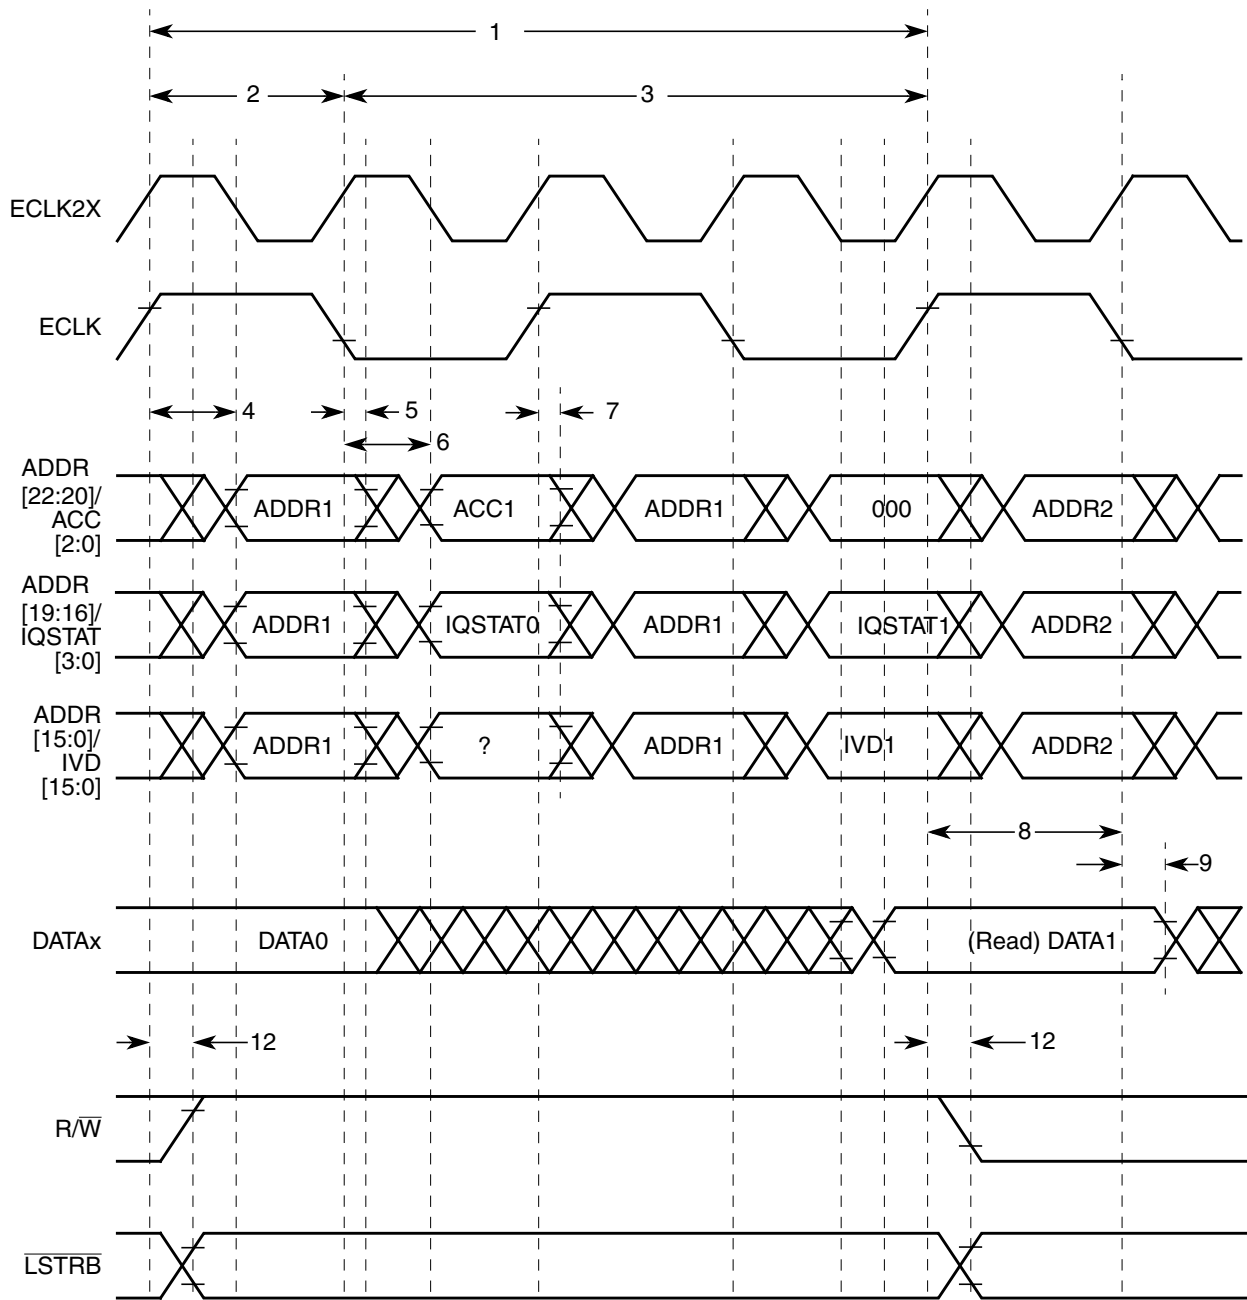 1
2
3
ECLK2X
ECLK
4
5
7
6
ADDR
[22:20]/
ACC
[2:0]
ADDR1
ACC1
ADDR1
000
ADDR2
ADDR
[19:16]/
IQSTAT
[3:0]
ADDR1
IQSTAT0
ADDR1
IQSTAT1
ADDR2
ADDR
[15:0]/
IVD
[15:0]
ADDR1
?
ADDR1
IVD1
ADDR2
8
9
DATAx
DATA0
(Read) DATA1
12
12
R/W̅
L̅S̅T̅R̅B̅